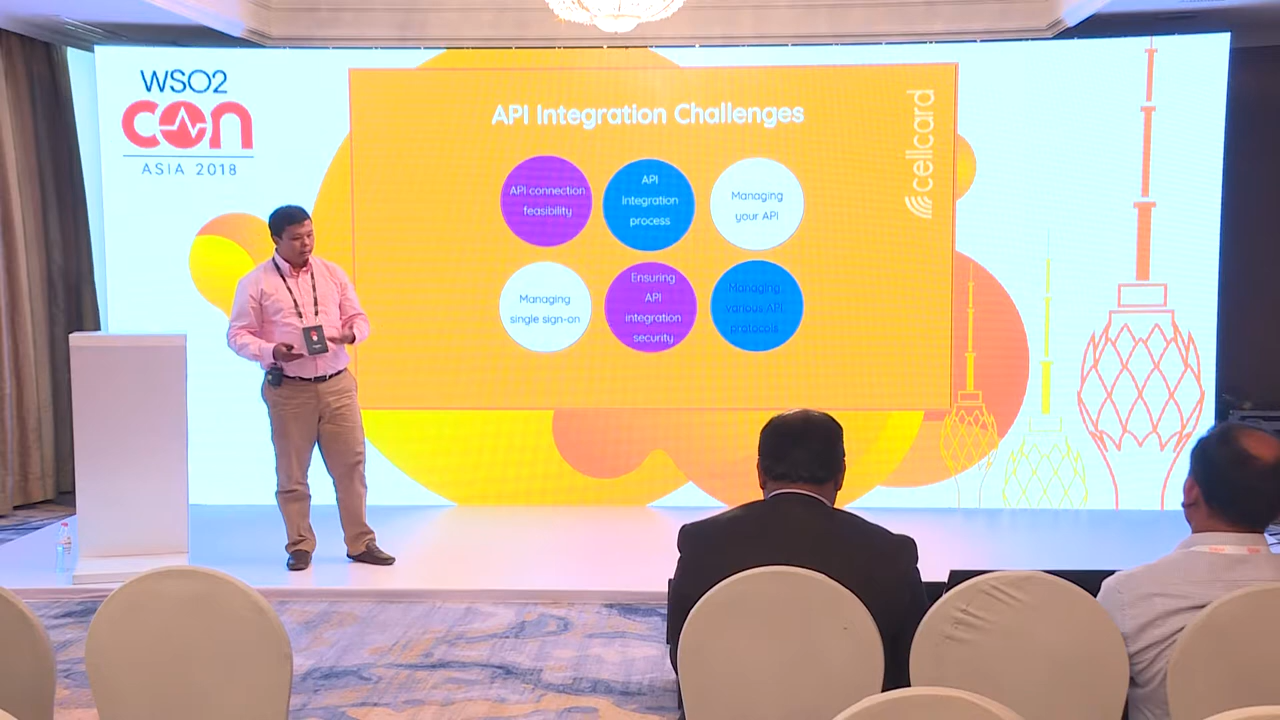 WSO2
CON
ASIA 2018
API Integration Challenges
cellcard
API connection
feasibility
API
Integration
process
Managing
your API
Managing
single sign-on
Ensuring
API
integration
security
Managing
various API
protocols